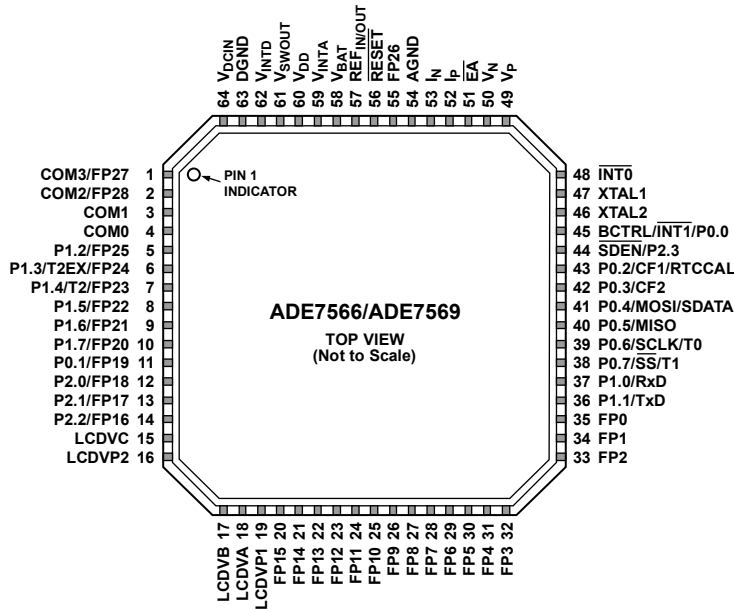 64 VDCIN
63 DGND
62 VINTD
61 VSWOUT
60 VDD
59 VINTA
58 VBAT
57 REFIN/OUT
56 RESET
55 FP26
54 AGND
53 IN
52 IP
51 EA
50 VN
49 VP
COM3/FP27 1
COM2/FP28 2
COM1 3
COM0 4
P1.2/FP25 5
P1.3/T2EX/FP24 6
P1.4/T2/FP23 7
P1.5/FP22 8
P1.6/FP21 9
P1.7/FP20 10
P0.1/FP19 11
P2.0/FP18 12
P2.1/FP17 13
P2.2/FP16 14
LCDVC 15
LCDVP2 16
PIN 1
INDICATOR
ADE7566/ADE7569
TOP VIEW
(Not to Scale)
48 INT0
47 XTAL1
46 XTAL2
45 BCTRL/INT1/P0.0
44 SDEN/P2.3
43 P0.2/CF1/RTCCAL
42 P0.3/CF2
41 P0.4/MOSI/SDATA
40 P0.5/MISO
39 P0.6/SCLK/T0
38 P0.7/SS/T1
37 P1.0/RxD
36 P1.1/TxD
35 FP0
34 FP1
33 FP2
LCDVB 17
LCDVA 18
LCDVP1 19
FP15 20
FP14 21
FP13 22
FP12 23
FP11 24
FP10 25
FP9 26
FP8 27
FP7 28
FP6 29
FP5 30
FP4 31
FP3 32